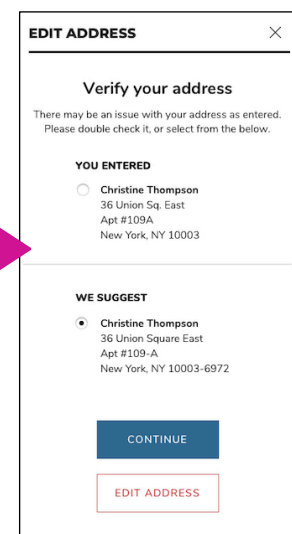 EDIT ADDRESS
Verify your address
There may be an issue with your address as entered.
Please double check it, or select from the below.
YOU ENTERED
Christine Thompson
36 Union Sq. East
Apt #109A
New York, NY 10003
WE SUGGEST
Christine Thompson
36 Union Square East
Apt #109-A
New York, NY 10003-6972
CONTINUE
EDIT ADDRESS